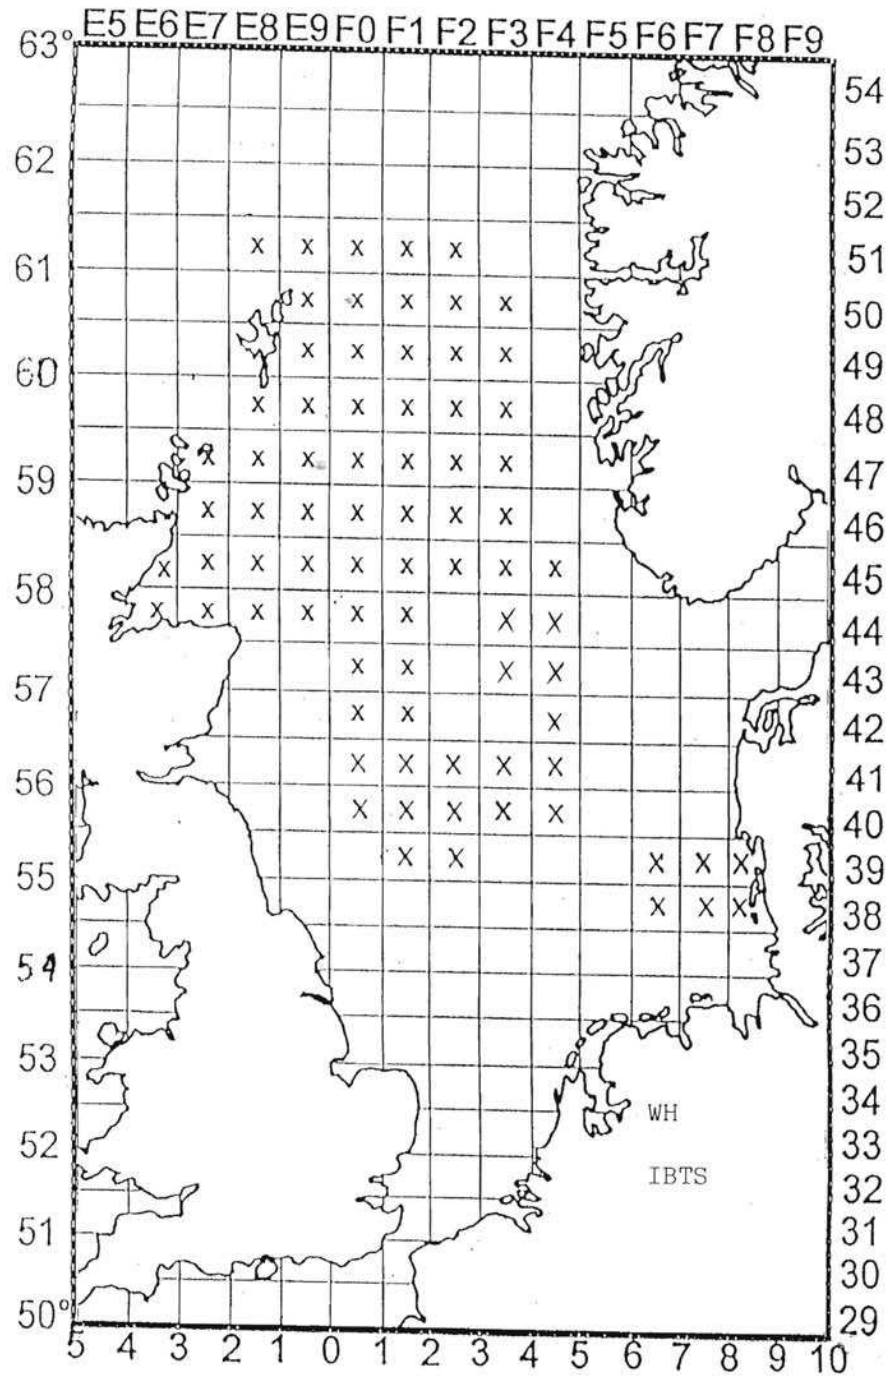 E5 E6 E7 E8 E9 F0 F1 F2 F3 F4 F5 F6 F7 F8 F9
63°
54
62
53
52
61
X X X X X
51
X X X X X
50
60
X X X X X
49
X X X X X X
48
59
X X X X X X X
47
X X X X X X X
46
58
X X X X X X X X X
45
X X X X X X X X
44
57
X X X X
43
X X X
42
56
X X X X X
41
X X X X X
40
55
X X X X X
39
X X X
38
54
37
36
53
35
WH
34
52
33
IBTS
32
51
31
30
50°
29
5 4 3 2 1 0 1 2 3 4 5 6 7 8 9 10